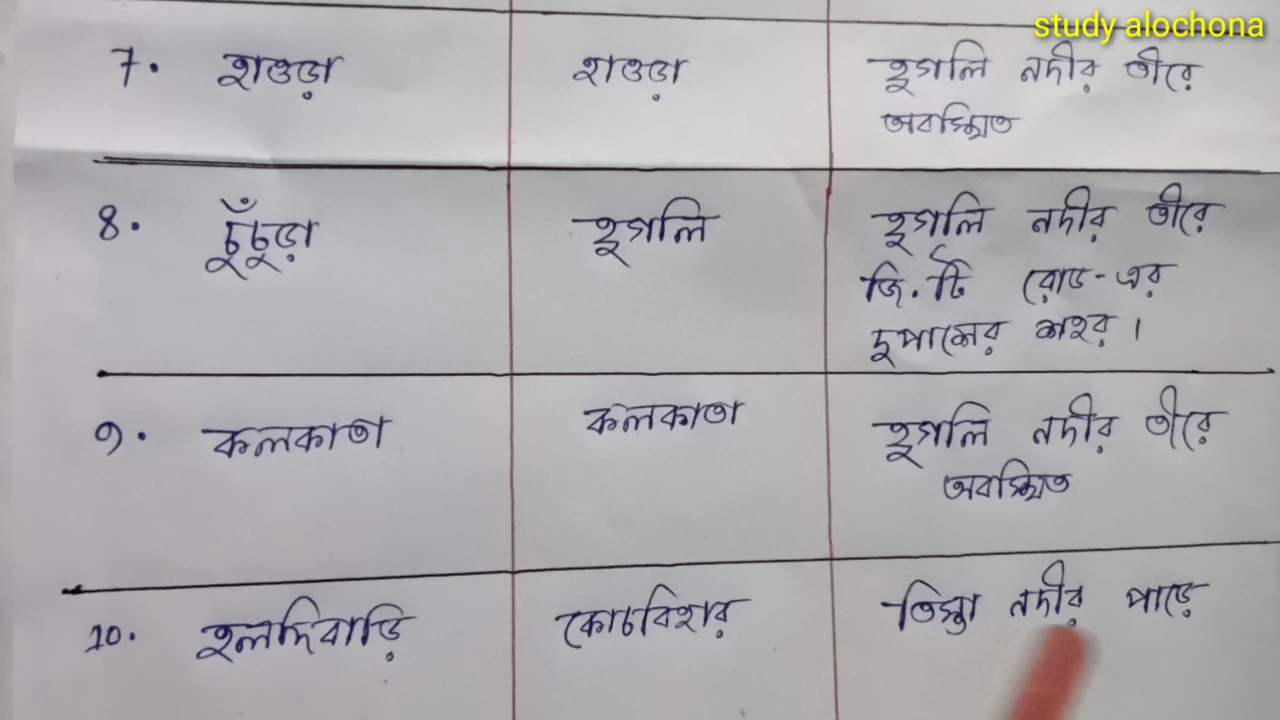 study alochona
7. হাওড়া হাওড়া হুগলি নদীর তীরে
অবস্থিত
8. চুঁচুড়া হুগলি হুগলি নদীর তীরে
জি.টি রোড-এর
দুপাশের শহর।
9. কলকাতা কলকাতা হুগলি নদীর তীরে
অবস্থিত
10. হলদিবাড়ি কোচবিহার তিস্তা নদীর পাড়ে